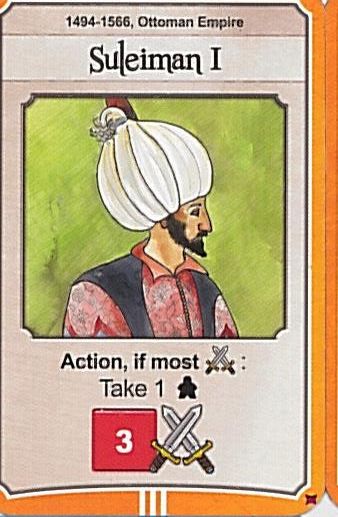 1494-1566, Ottoman Empire
Suleiman I
Action, if most :
Take 1
3